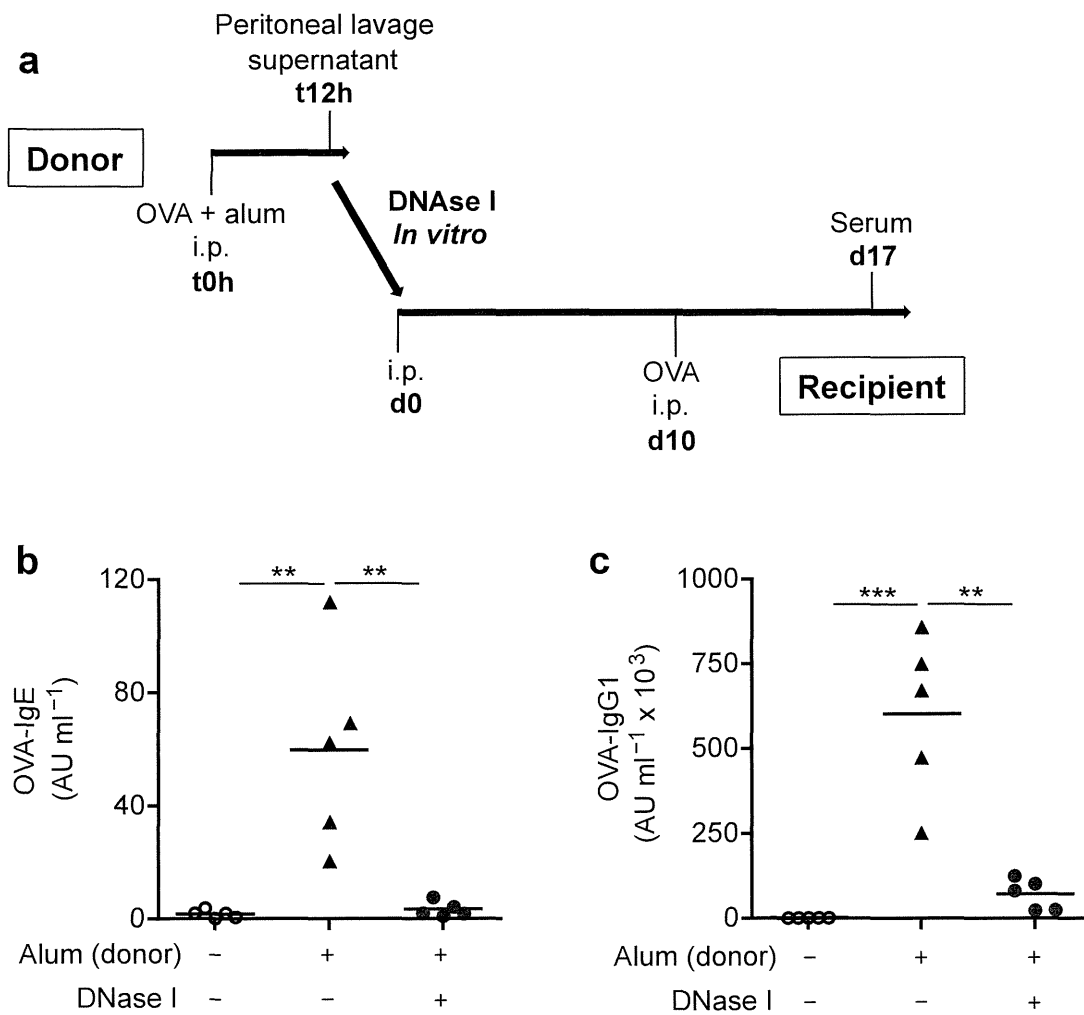 a
Peritoneal lavage
supernatant
t12h
Donor
OVA + alum
i.p.
t0h
DNAse I
In vitro
Serum
d17
i.p.
d0
OVA
i.p.
d10
Recipient
b
OVA-IgE
(AU ml⁻¹)
120
80
40
0
** **
Alum (donor) − + +
DNase I − − +
c
OVA-IgG1
(AU ml⁻¹ x 10³)
1000
750
500
250
0
*** **
Alum (donor) − + +
DNase I − − +